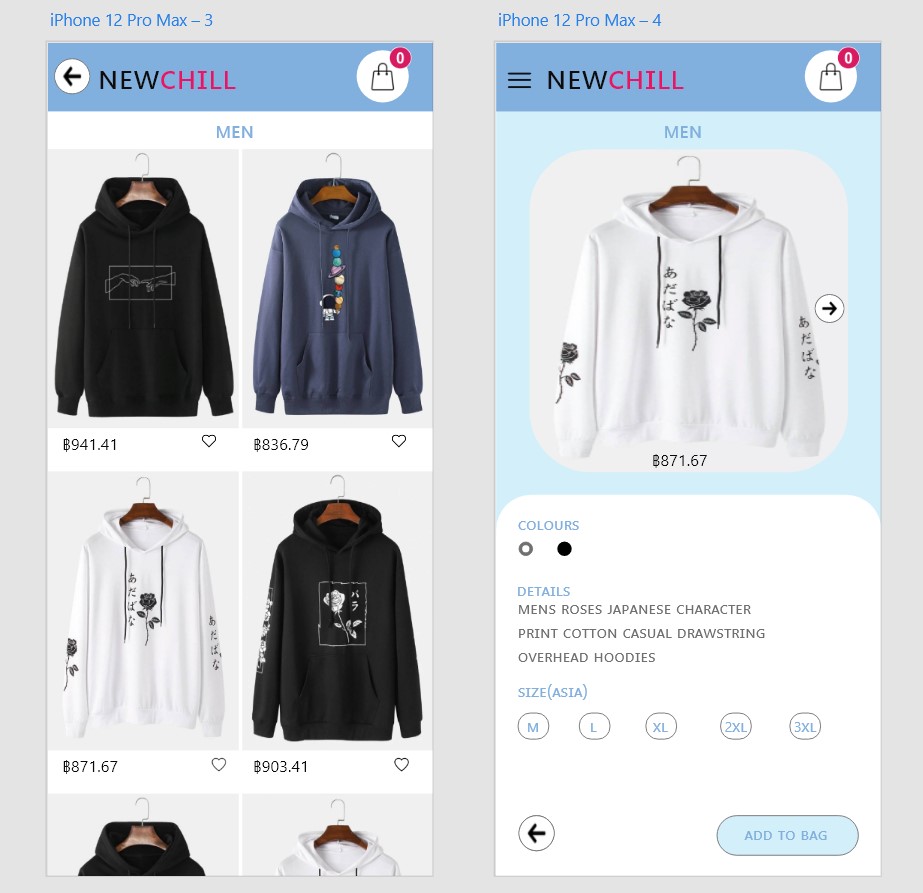 iPhone 12 Pro Max – 3
NEWCHILL
0
MEN
฿941.41
฿836.79
あだばな
あだばな
バラ
฿871.67
฿903.41
iPhone 12 Pro Max – 4
NEWCHILL
0
MEN
あだばな
あだばな
฿871.67
COLOURS
DETAILS
MENS ROSES JAPANESE CHARACTER
PRINT COTTON CASUAL DRAWSTRING
OVERHEAD HOODIES
SIZE(ASIA)
M L XL 2XL 3XL
ADD TO BAG